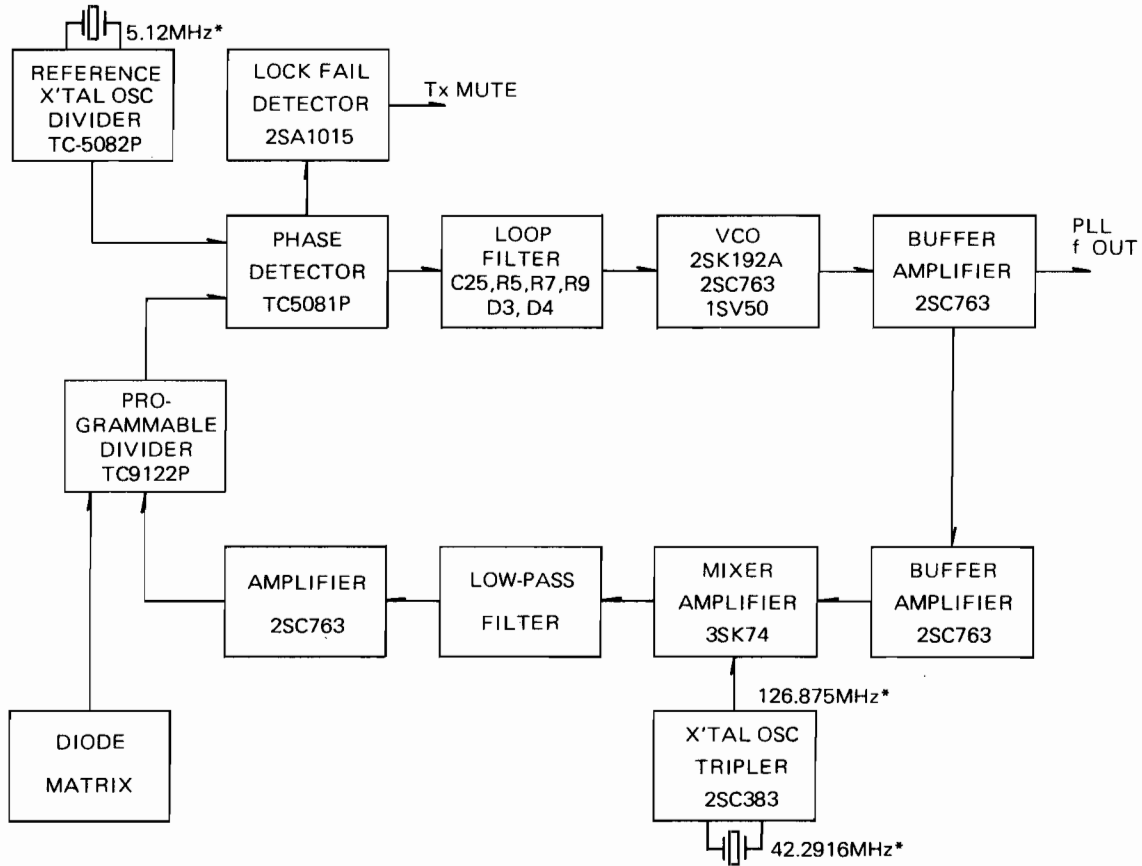 5.12MHz*
REFERENCE
X'TAL OSC
DIVIDER
TC-5082P
LOCK FAIL
DETECTOR
2SA1015
Tx MUTE
PHASE
DETECTOR
TC5081P
LOOP
FILTER
C25,R5,R7,R9
D3, D4
VCO
2SK192A
2SC763
1SV50
BUFFER
AMPLIFIER
2SC763
PLL
f OUT
PRO-
GRAMMABLE
DIVIDER
TC9122P
AMPLIFIER
2SC763
LOW-PASS
FILTER
MIXER
AMPLIFIER
3SK74
BUFFER
AMPLIFIER
2SC763
126.875MHz*
DIODE
MATRIX
X'TAL OSC
TRIPLER
2SC383
42.2916MHz*